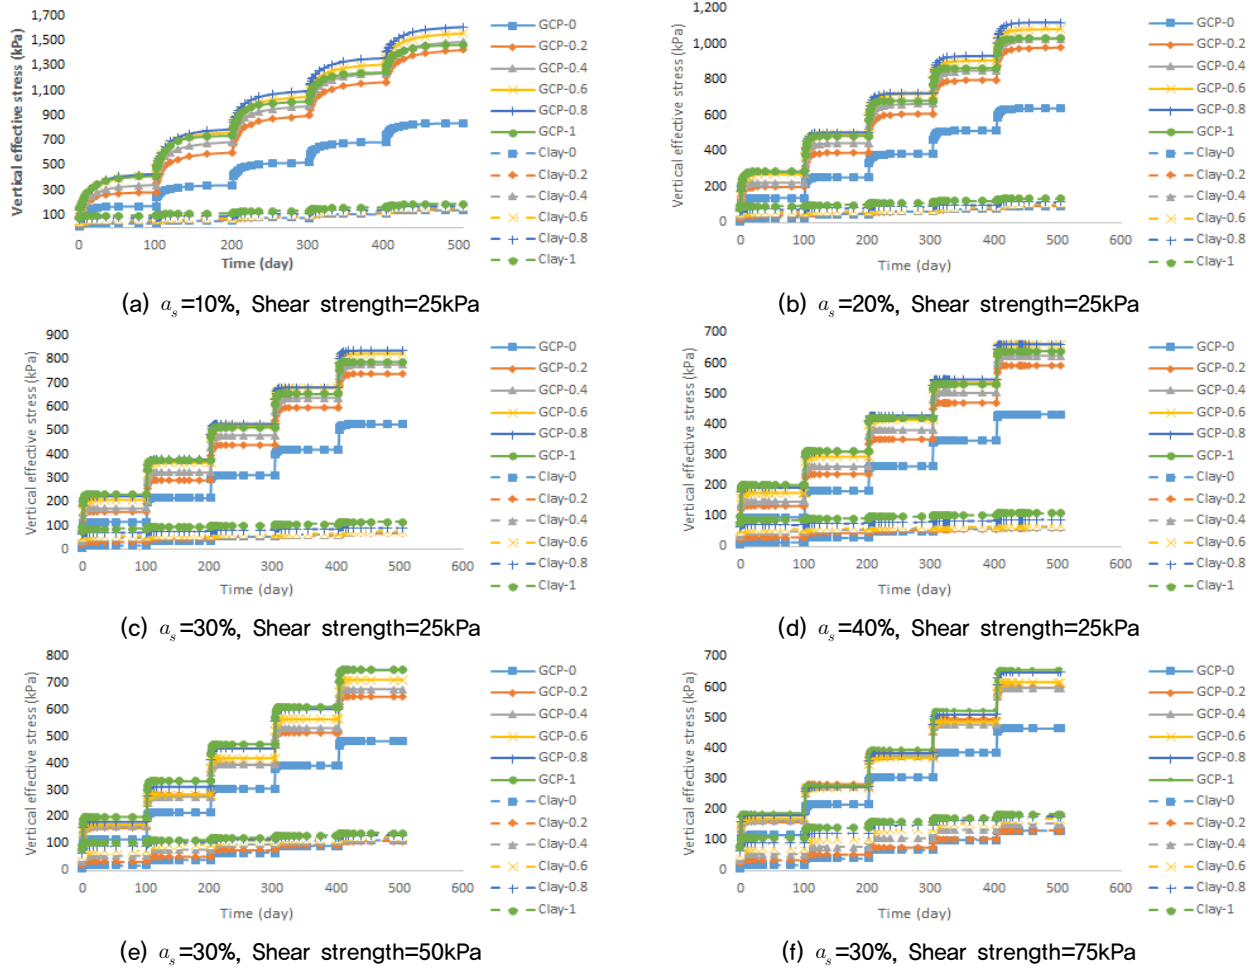 1,700
1,500
1,300
1,100
900
700
500
300
100
Vertical effective stress (kPa)
0 100 200 300 400 500
Time (day)
GCP-0
GCP-0.2
GCP-0.4
GCP-0.6
GCP-0.8
GCP-1
Clay-0
Clay-0.2
Clay-0.4
Clay-0.6
Clay-0.8
Clay-1
(a) a_s=10%, Shear strength=25kPa
1,200
1,000
800
600
400
200
0
Vertical effective stress (kPa)
0 100 200 300 400 500 600
Time (day)
GCP-0
GCP-0.2
GCP-0.4
GCP-0.6
GCP-0.8
GCP-1
Clay-0
Clay-0.2
Clay-0.4
Clay-0.6
Clay-0.8
Clay-1
(b) a_s=20%, Shear strength=25kPa
900
800
700
600
500
400
300
200
100
0
Vertical effective stress (kPa)
0 100 200 300 400 500 600
Time (day)
GCP-0
GCP-0.2
GCP-0.4
GCP-0.6
GCP-0.8
GCP-1
Clay-0
Clay-0.2
Clay-0.4
Clay-0.6
Clay-0.8
Clay-1
(c) a_s=30%, Shear strength=25kPa
700
600
500
400
300
200
100
0
Vertical effective stress (kPa)
0 100 200 300 400 500 600
Time (day)
GCP-0
GCP-0.2
GCP-0.4
GCP-0.6
GCP-0.8
GCP-1
Clay-0
Clay-0.2
Clay-0.4
Clay-0.6
Clay-0.8
Clay-1
(d) a_s=40%, Shear strength=25kPa
800
700
600
500
400
300
200
100
0
Vertical effective stress (kPa)
0 100 200 300 400 500 600
Time (day)
GCP-0
GCP-0.2
GCP-0.4
GCP-0.6
GCP-0.8
GCP-1
Clay-0
Clay-0.2
Clay-0.4
Clay-0.6
Clay-0.8
Clay-1
(e) a_s=30%, Shear strength=50kPa
700
600
500
400
300
200
100
0
Vertical effective stress (kPa)
0 100 200 300 400 500 600
Time (day)
GCP-0
GCP-0.2
GCP-0.4
GCP-0.6
GCP-0.8
GCP-1
Clay-0
Clay-0.2
Clay-0.4
Clay-0.6
Clay-0.8
Clay-1
(f) a_s=30%, Shear strength=75kPa